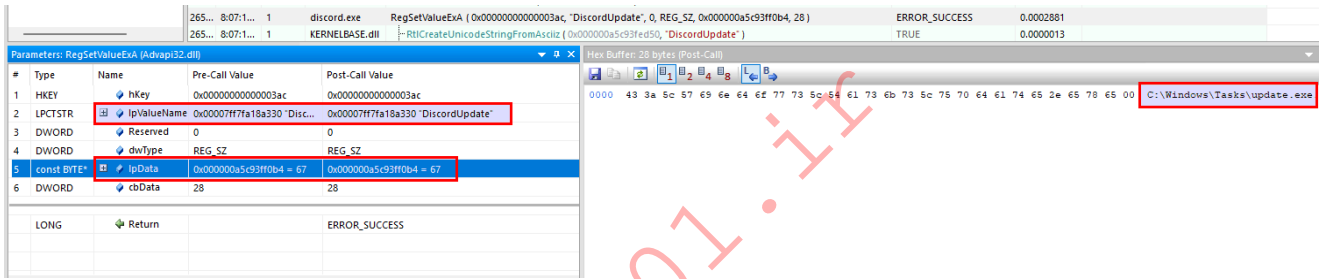 265... 8:07:1... 1 discord.exe RegSetValueExA ( 0x00000000000003ac, "DiscordUpdate", 0, REG_SZ, 0x000000a5c93ff0b4, 28 ) ERROR_SUCCESS 0.0002881
265... 8:07:1... 1 KERNELBASE.dll RtlCreateUnicodeStringFromAsciiz ( 0x000000a5c93fed50, "DiscordUpdate" ) TRUE 0.0000013
Parameters: RegSetValueExA (Advapi32.dll)
# Type Name Pre-Call Value Post-Call Value
1 HKEY hKey 0x00000000000003ac 0x00000000000003ac
2 LPCTSTR lpValueName 0x00007ff7fa18a330 "Disc... 0x00007ff7fa18a330 "DiscordUpdate"
3 DWORD Reserved 0 0
4 DWORD dwType REG_SZ REG_SZ
5 const BYTE* lpData 0x000000a5c93ff0b4 = 67 0x000000a5c93ff0b4 = 67
6 DWORD cbData 28 28
LONG Return ERROR_SUCCESS
Hex Buffer: 28 bytes (Post-Call)
1 2 4 8 L B
0000 43 3a 5c 57 69 6e 64 6f 77 73 5c 54 61 73 6b 73 5c 75 70 64 61 74 65 2e 65 78 65 00 C:\Windows\Tasks\update.exe
01.ir